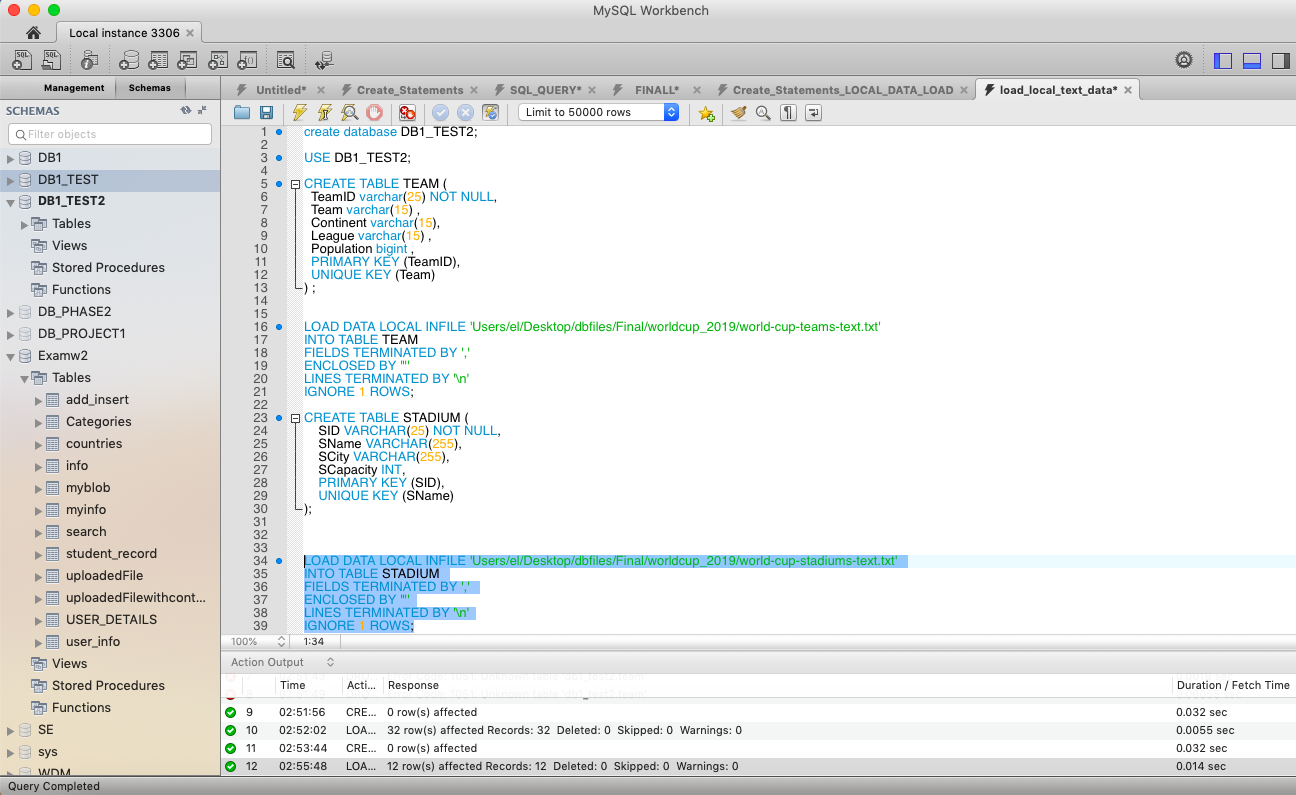 MySQL Workbench
Local instance 3306
Management Schemas
Untitled* Create_Statements SQL_QUERY* FINALL* Create_Statements_LOCAL_DATA_LOAD load_local_text_data*
SCHEMAS
Filter objects
Limit to 50000 rows
DB1
DB1_TEST
DB1_TEST2
Tables
Views
Stored Procedures
Functions
DB_PHASE2
DB_PROJECT1
Examw2
Tables
add_insert
Categories
countries
info
myblob
myinfo
search
student_record
uploadedFile
uploadedFilewithcont...
USER_DETAILS
user_info
Views
Stored Procedures
Functions
SE
sys
WDM
1 create database DB1_TEST2;
2
3 USE DB1_TEST2;
4
5 CREATE TABLE TEAM (
6 TeamID varchar(25) NOT NULL,
7 Team varchar(15) ,
8 Continent varchar(15),
9 League varchar(15) ,
10 Population bigint ,
11 PRIMARY KEY (TeamID),
12 UNIQUE KEY (Team)
13 ) ;
14
15
16 LOAD DATA LOCAL INFILE 'Users/el/Desktop/dbfiles/Final/worldcup_2019/world-cup-teams-text.txt'
17 INTO TABLE TEAM
18 FIELDS TERMINATED BY ','
19 ENCLOSED BY '"'
20 LINES TERMINATED BY '\n'
21 IGNORE 1 ROWS;
22
23 CREATE TABLE STADIUM (
24 SID VARCHAR(25) NOT NULL,
25 SName VARCHAR(255),
26 SCity VARCHAR(255),
27 SCapacity INT,
28 PRIMARY KEY (SID),
29 UNIQUE KEY (SName)
30 );
31
32
33
34 LOAD DATA LOCAL INFILE 'Users/el/Desktop/dbfiles/Final/worldcup_2019/world-cup-stadiums-text.txt'
35 INTO TABLE STADIUM
36 FIELDS TERMINATED BY ','
37 ENCLOSED BY '"'
38 LINES TERMINATED BY '\n'
39 IGNORE 1 ROWS;
100% 1:34
Action Output
Time Acti... Response Duration / Fetch Time
9 02:51:56 CRE... 0 row(s) affected 0.032 sec
10 02:52:02 LOA... 32 row(s) affected Records: 32 Deleted: 0 Skipped: 0 Warnings: 0 0.0055 sec
11 02:53:44 CRE... 0 row(s) affected 0.032 sec
12 02:55:48 LOA... 12 row(s) affected Records: 12 Deleted: 0 Skipped: 0 Warnings: 0 0.014 sec
Query Completed